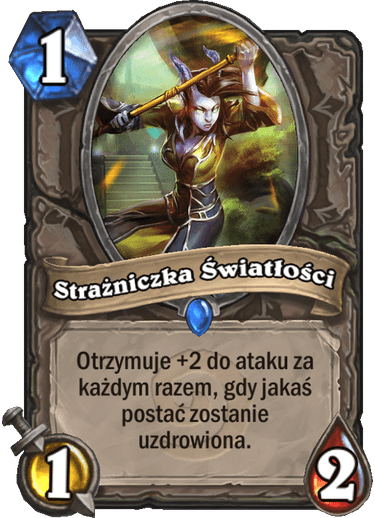 1
Strażniczka Światłości
Otrzymuje +2 do ataku za
każdym razem, gdy jakaś
postać zostanie
uzdrowiona.
1
2